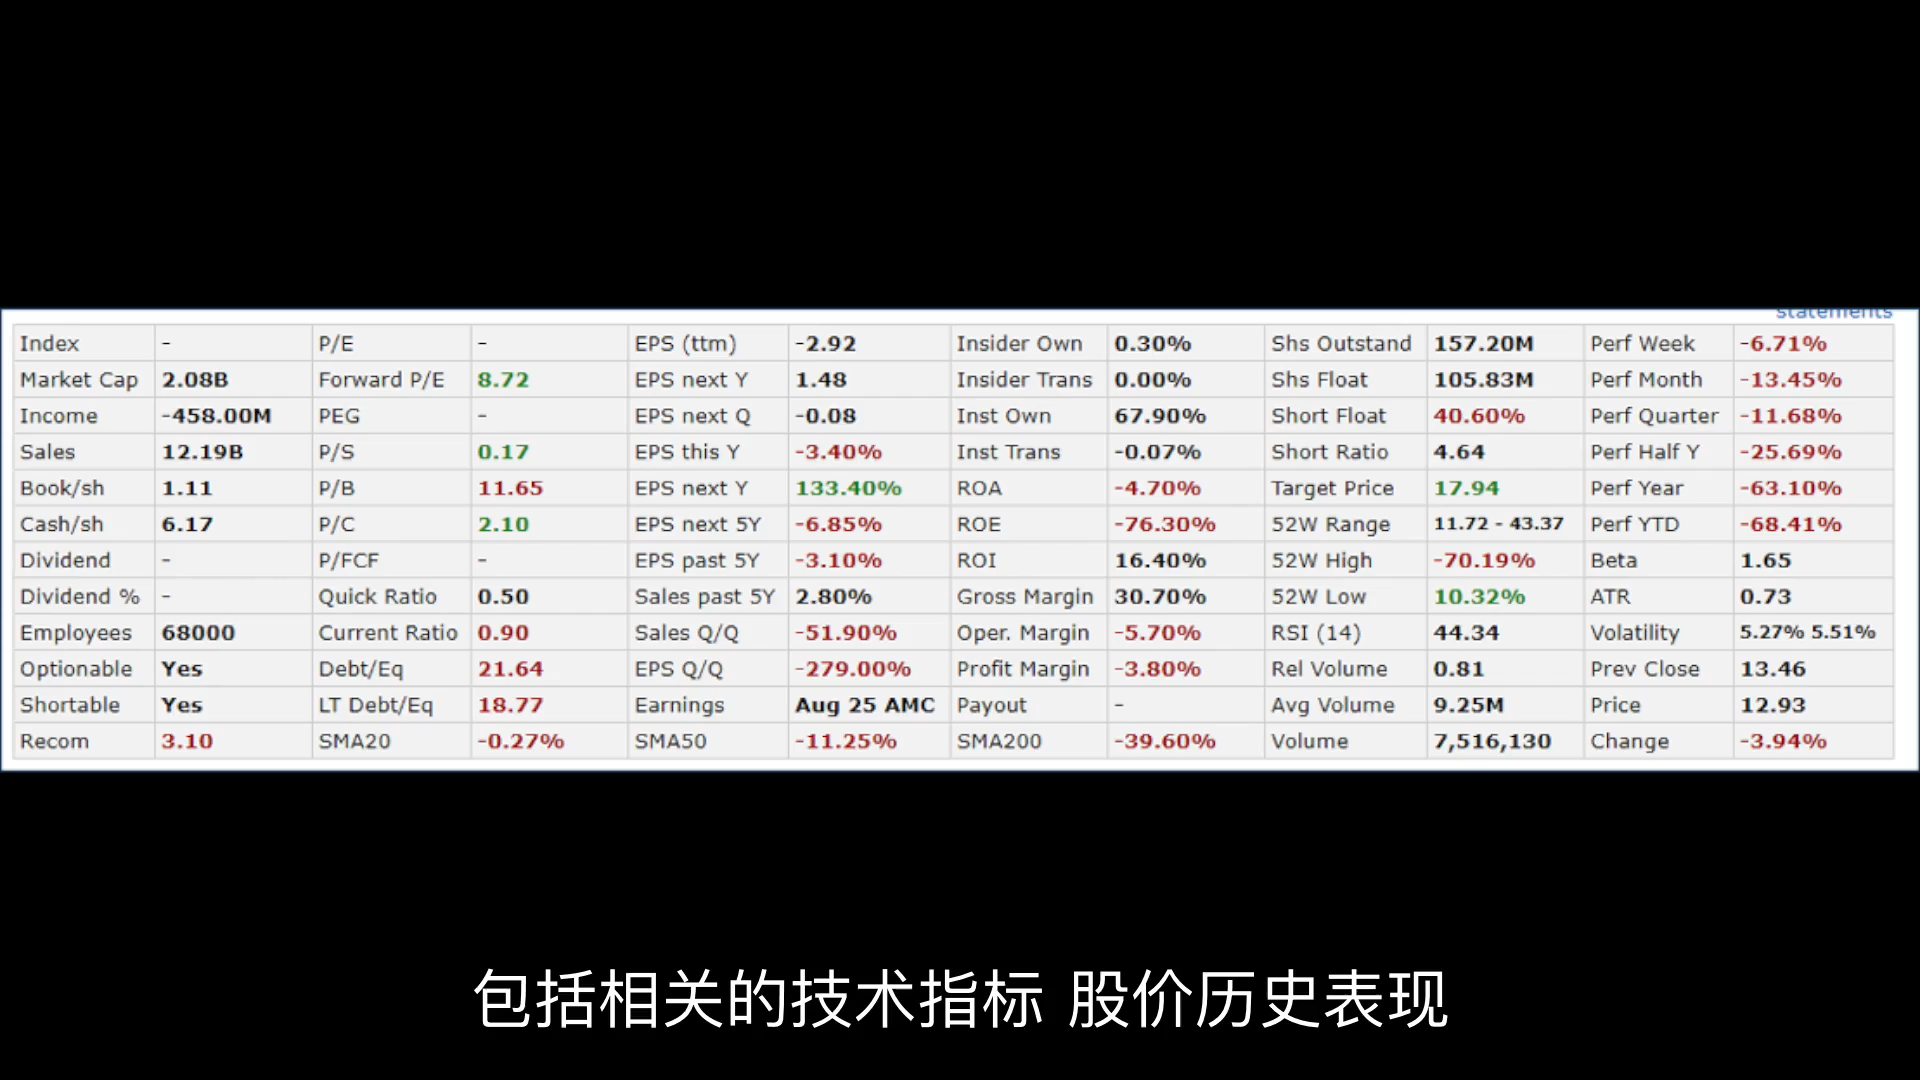 statements
Index - P/E - EPS (ttm) -2.92 Insider Own 0.30% Shs Outstand 157.20M Perf Week -6.71%
Market Cap 2.08B Forward P/E 8.72 EPS next Y 1.48 Insider Trans 0.00% Shs Float 105.83M Perf Month -13.45%
Income -458.00M PEG - EPS next Q -0.08 Inst Own 67.90% Short Float 40.60% Perf Quarter -11.68%
Sales 12.19B P/S 0.17 EPS this Y -3.40% Inst Trans -0.07% Short Ratio 4.64 Perf Half Y -25.69%
Book/sh 1.11 P/B 11.65 EPS next Y 133.40% ROA -4.70% Target Price 17.94 Perf Year -63.10%
Cash/sh 6.17 P/C 2.10 EPS next 5Y -6.85% ROE -76.30% 52W Range 11.72 - 43.37 Perf YTD -68.41%
Dividend - P/FCF - EPS past 5Y -3.10% ROI 16.40% 52W High -70.19% Beta 1.65
Dividend % - Quick Ratio 0.50 Sales past 5Y 2.80% Gross Margin 30.70% 52W Low 10.32% ATR 0.73
Employees 68000 Current Ratio 0.90 Sales Q/Q -51.90% Oper. Margin -5.70% RSI (14) 44.34 Volatility 5.27% 5.51%
Optionable Yes Debt/Eq 21.64 EPS Q/Q -279.00% Profit Margin -3.80% Rel Volume 0.81 Prev Close 13.46
Shortable Yes LT Debt/Eq 18.77 Earnings Aug 25 AMC Payout - Avg Volume 9.25M Price 12.93
Recom 3.10 SMA20 -0.27% SMA50 -11.25% SMA200 -39.60% Volume 7,516,130 Change -3.94%
包括相关的技术指标 股价历史表现